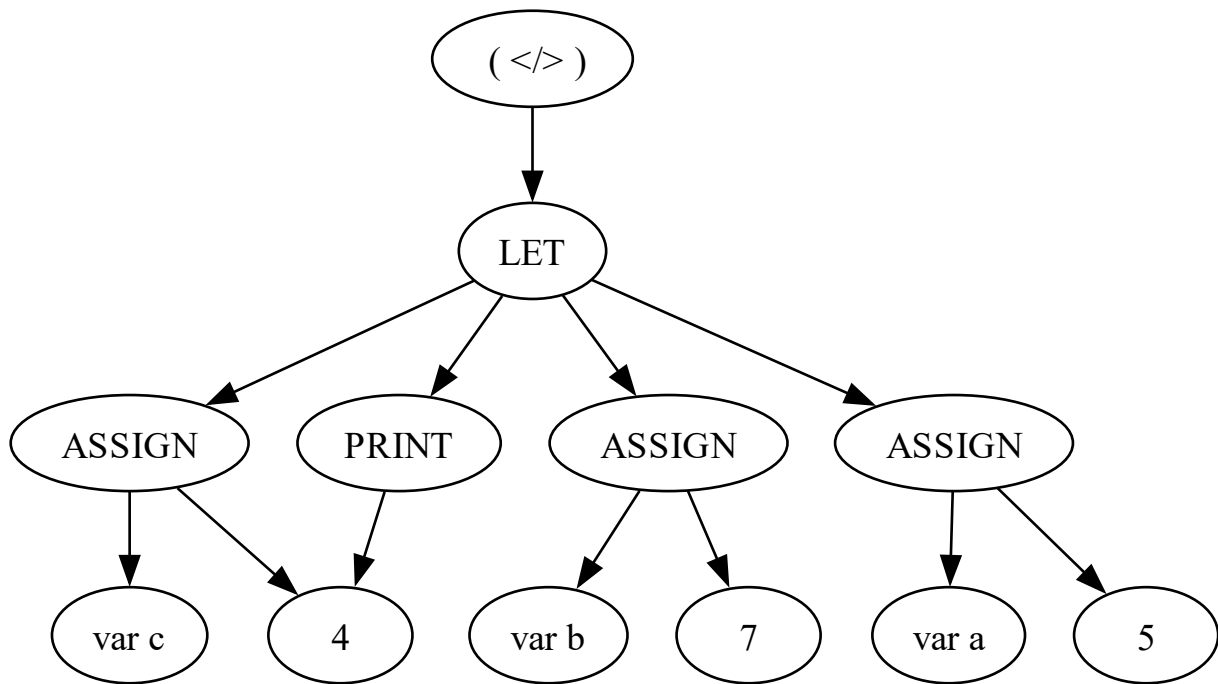 ( </> )
LET
ASSIGN
PRINT
ASSIGN
ASSIGN
var c
4
var b
7
var a
5